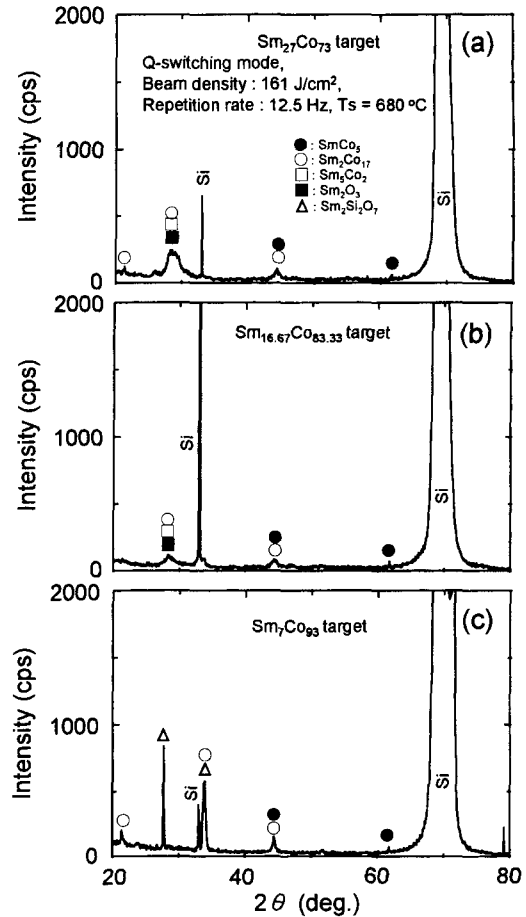 (a)
Sm27Co73 target
Q-switching mode,
Beam density : 161 J/cm2,
Repetition rate : 12.5 Hz, Ts = 680 ºC
● : SmCo5
○ : Sm2Co17
□ : Sm5Co2
■ : Sm2O3
△ : Sm2Si2O7
Si
Si
2000
1000
0
Intensity (cps)
(b)
Sm16.67Co83.33 target
Si
Si
2000
1000
0
Intensity (cps)
(c)
Sm7Co93 target
Si
Si
2000
1000
0
Intensity (cps)
20 40 60 80
2θ (deg.)